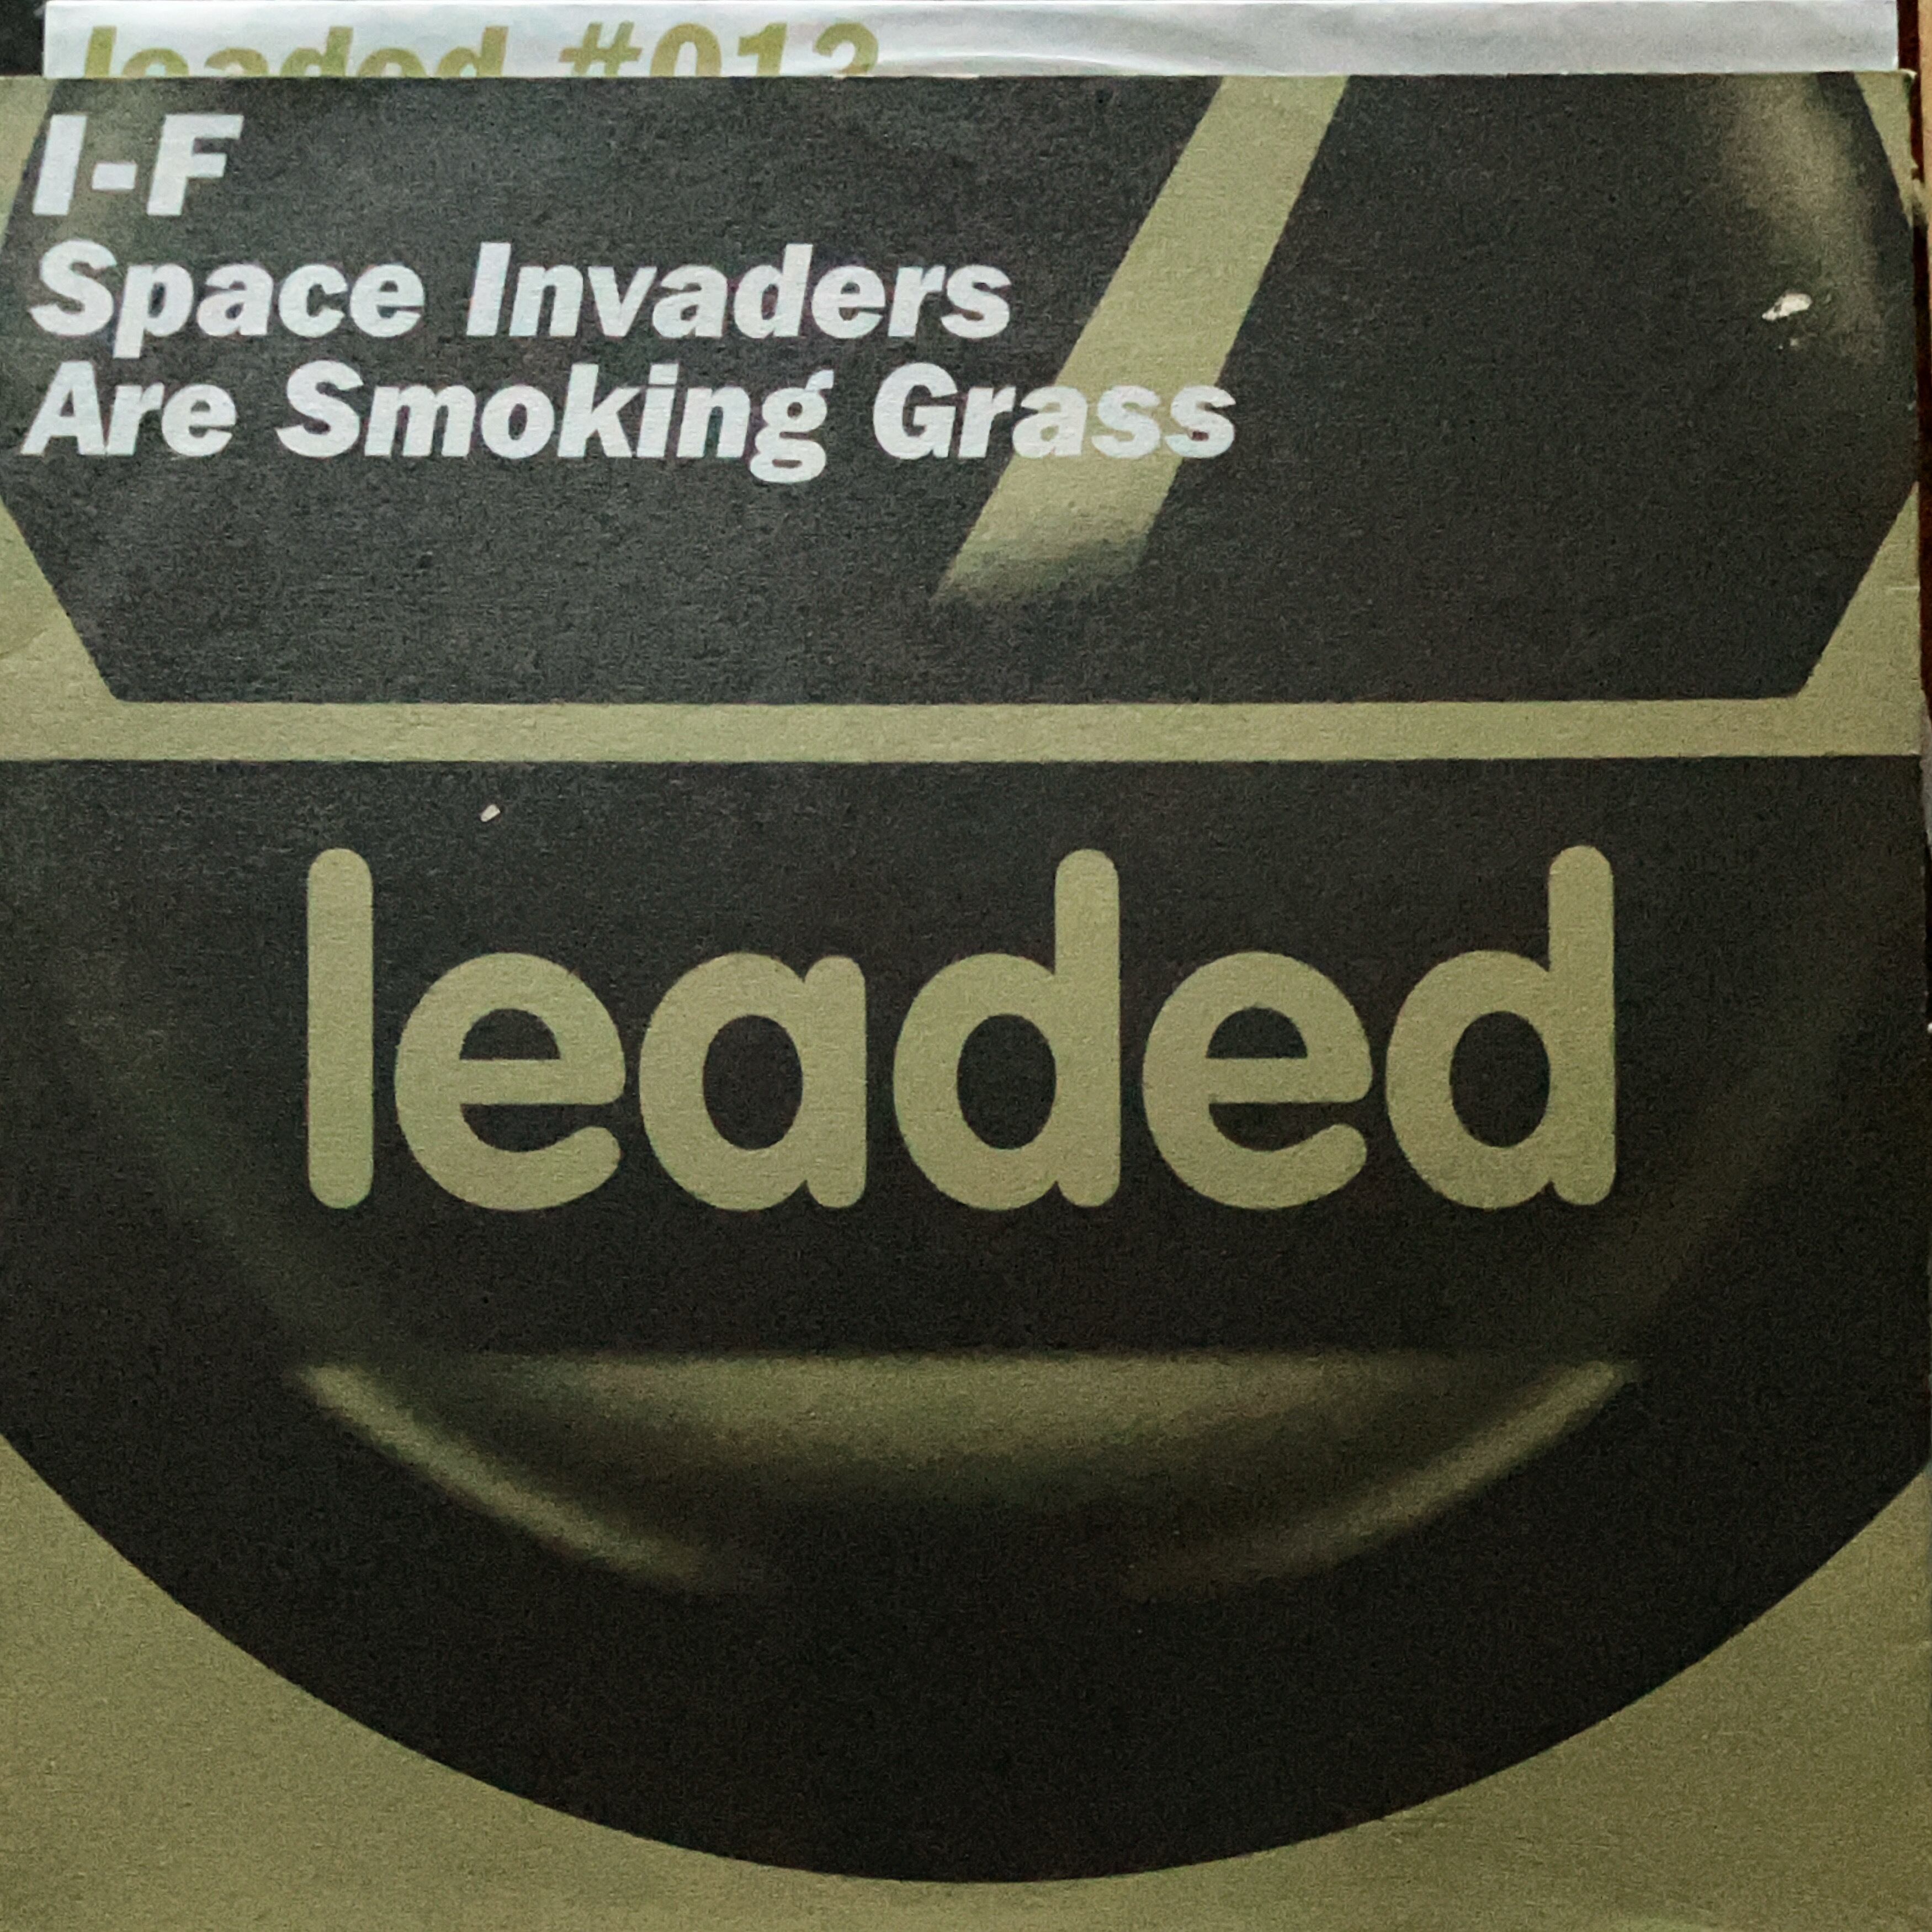 leaded #012
I-F
Space Invaders
Are Smoking Grass
leaded